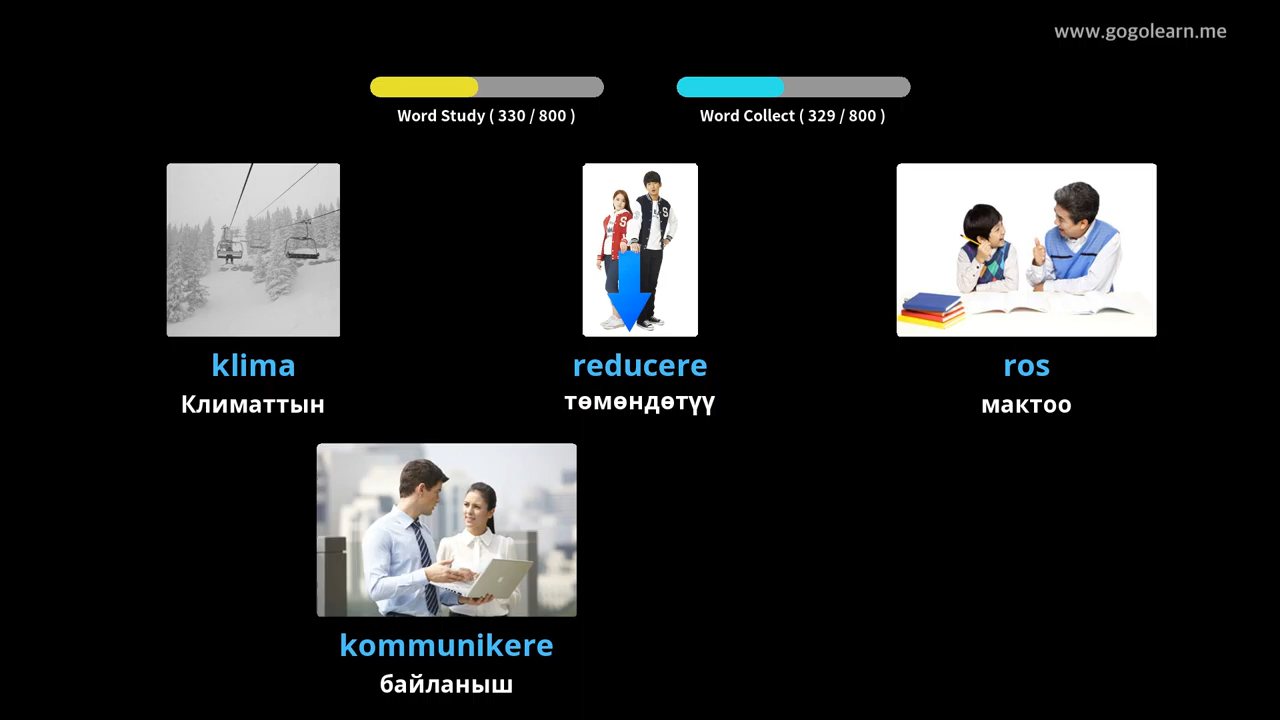 www.gogolearn.me
Word Study ( 330 / 800 )
Word Collect ( 329 / 800 )
klima
Климаттын
reducere
төмөндөтүү
ros
мактоо
kommunikere
байланыш